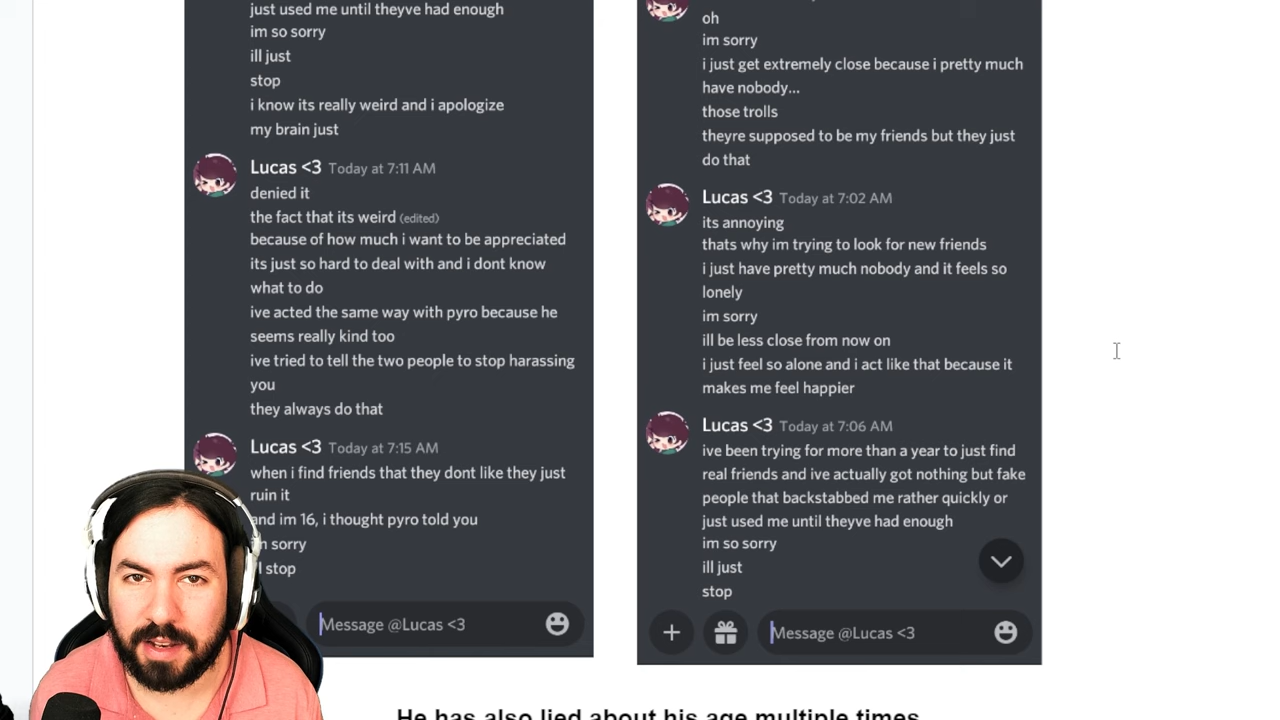 just used me until theyve had enough
im so sorry
ill just
stop
i know its really weird and i apologize
my brain just
Lucas <3 Today at 7:11 AM
denied it
the fact that its weird (edited)
because of how much i want to be appreciated
its just so hard to deal with and i dont know
what to do
ive acted the same way with pyro because he
seems really kind too
ive tried to tell the two people to stop harassing
you
they always do that
Lucas <3 Today at 7:15 AM
when i find friends that they dont like they just
ruin it
and im 16, i thought pyro told you
sorry
stop
Message @Lucas <3
oh
im sorry
i just get extremely close because i pretty much
have nobody...
those trolls
theyre supposed to be my friends but they just
do that
Lucas <3 Today at 7:02 AM
its annoying
thats why im trying to look for new friends
i just have pretty much nobody and it feels so
lonely
im sorry
ill be less close from now on
i just feel so alone and i act like that because it
makes me feel happier
Lucas <3 Today at 7:06 AM
ive been trying for more than a year to just find
real friends and ive actually got nothing but fake
people that backstabbed me rather quickly or
just used me until theyve had enough
im so sorry
ill just
stop
Message @Lucas <3
He has also lied about his age multiple times